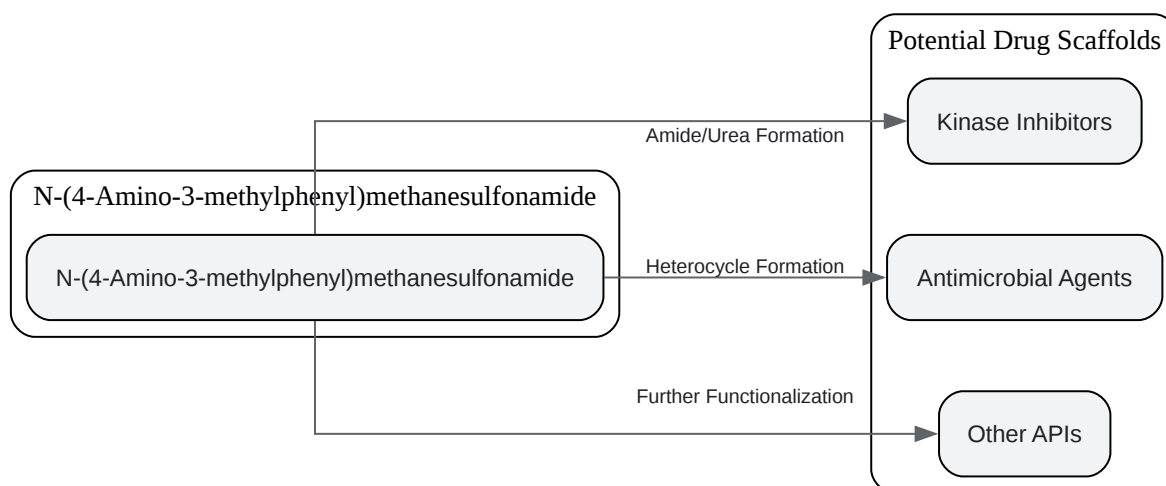 Potential Drug Scaffolds
Kinase Inhibitors
Amide/Urea Formation
N-(4-Amino-3-methylphenyl)methanesulfonamide
N-(4-Amino-3-methylphenyl)methanesulfonamide
Heterocycle Formation
Antimicrobial Agents
Further Functionalization
Other APIs